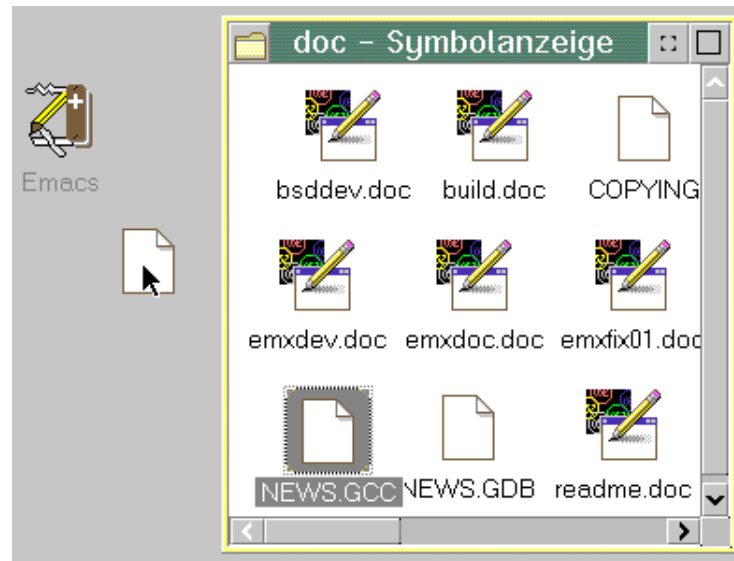 doc - Symbolanzeige
Emacs
bsddev.doc build.doc COPYING
emxdev.doc emxdoc.doc emxfix01.doc
NEWS.GCC NEWS.GDB readme.doc